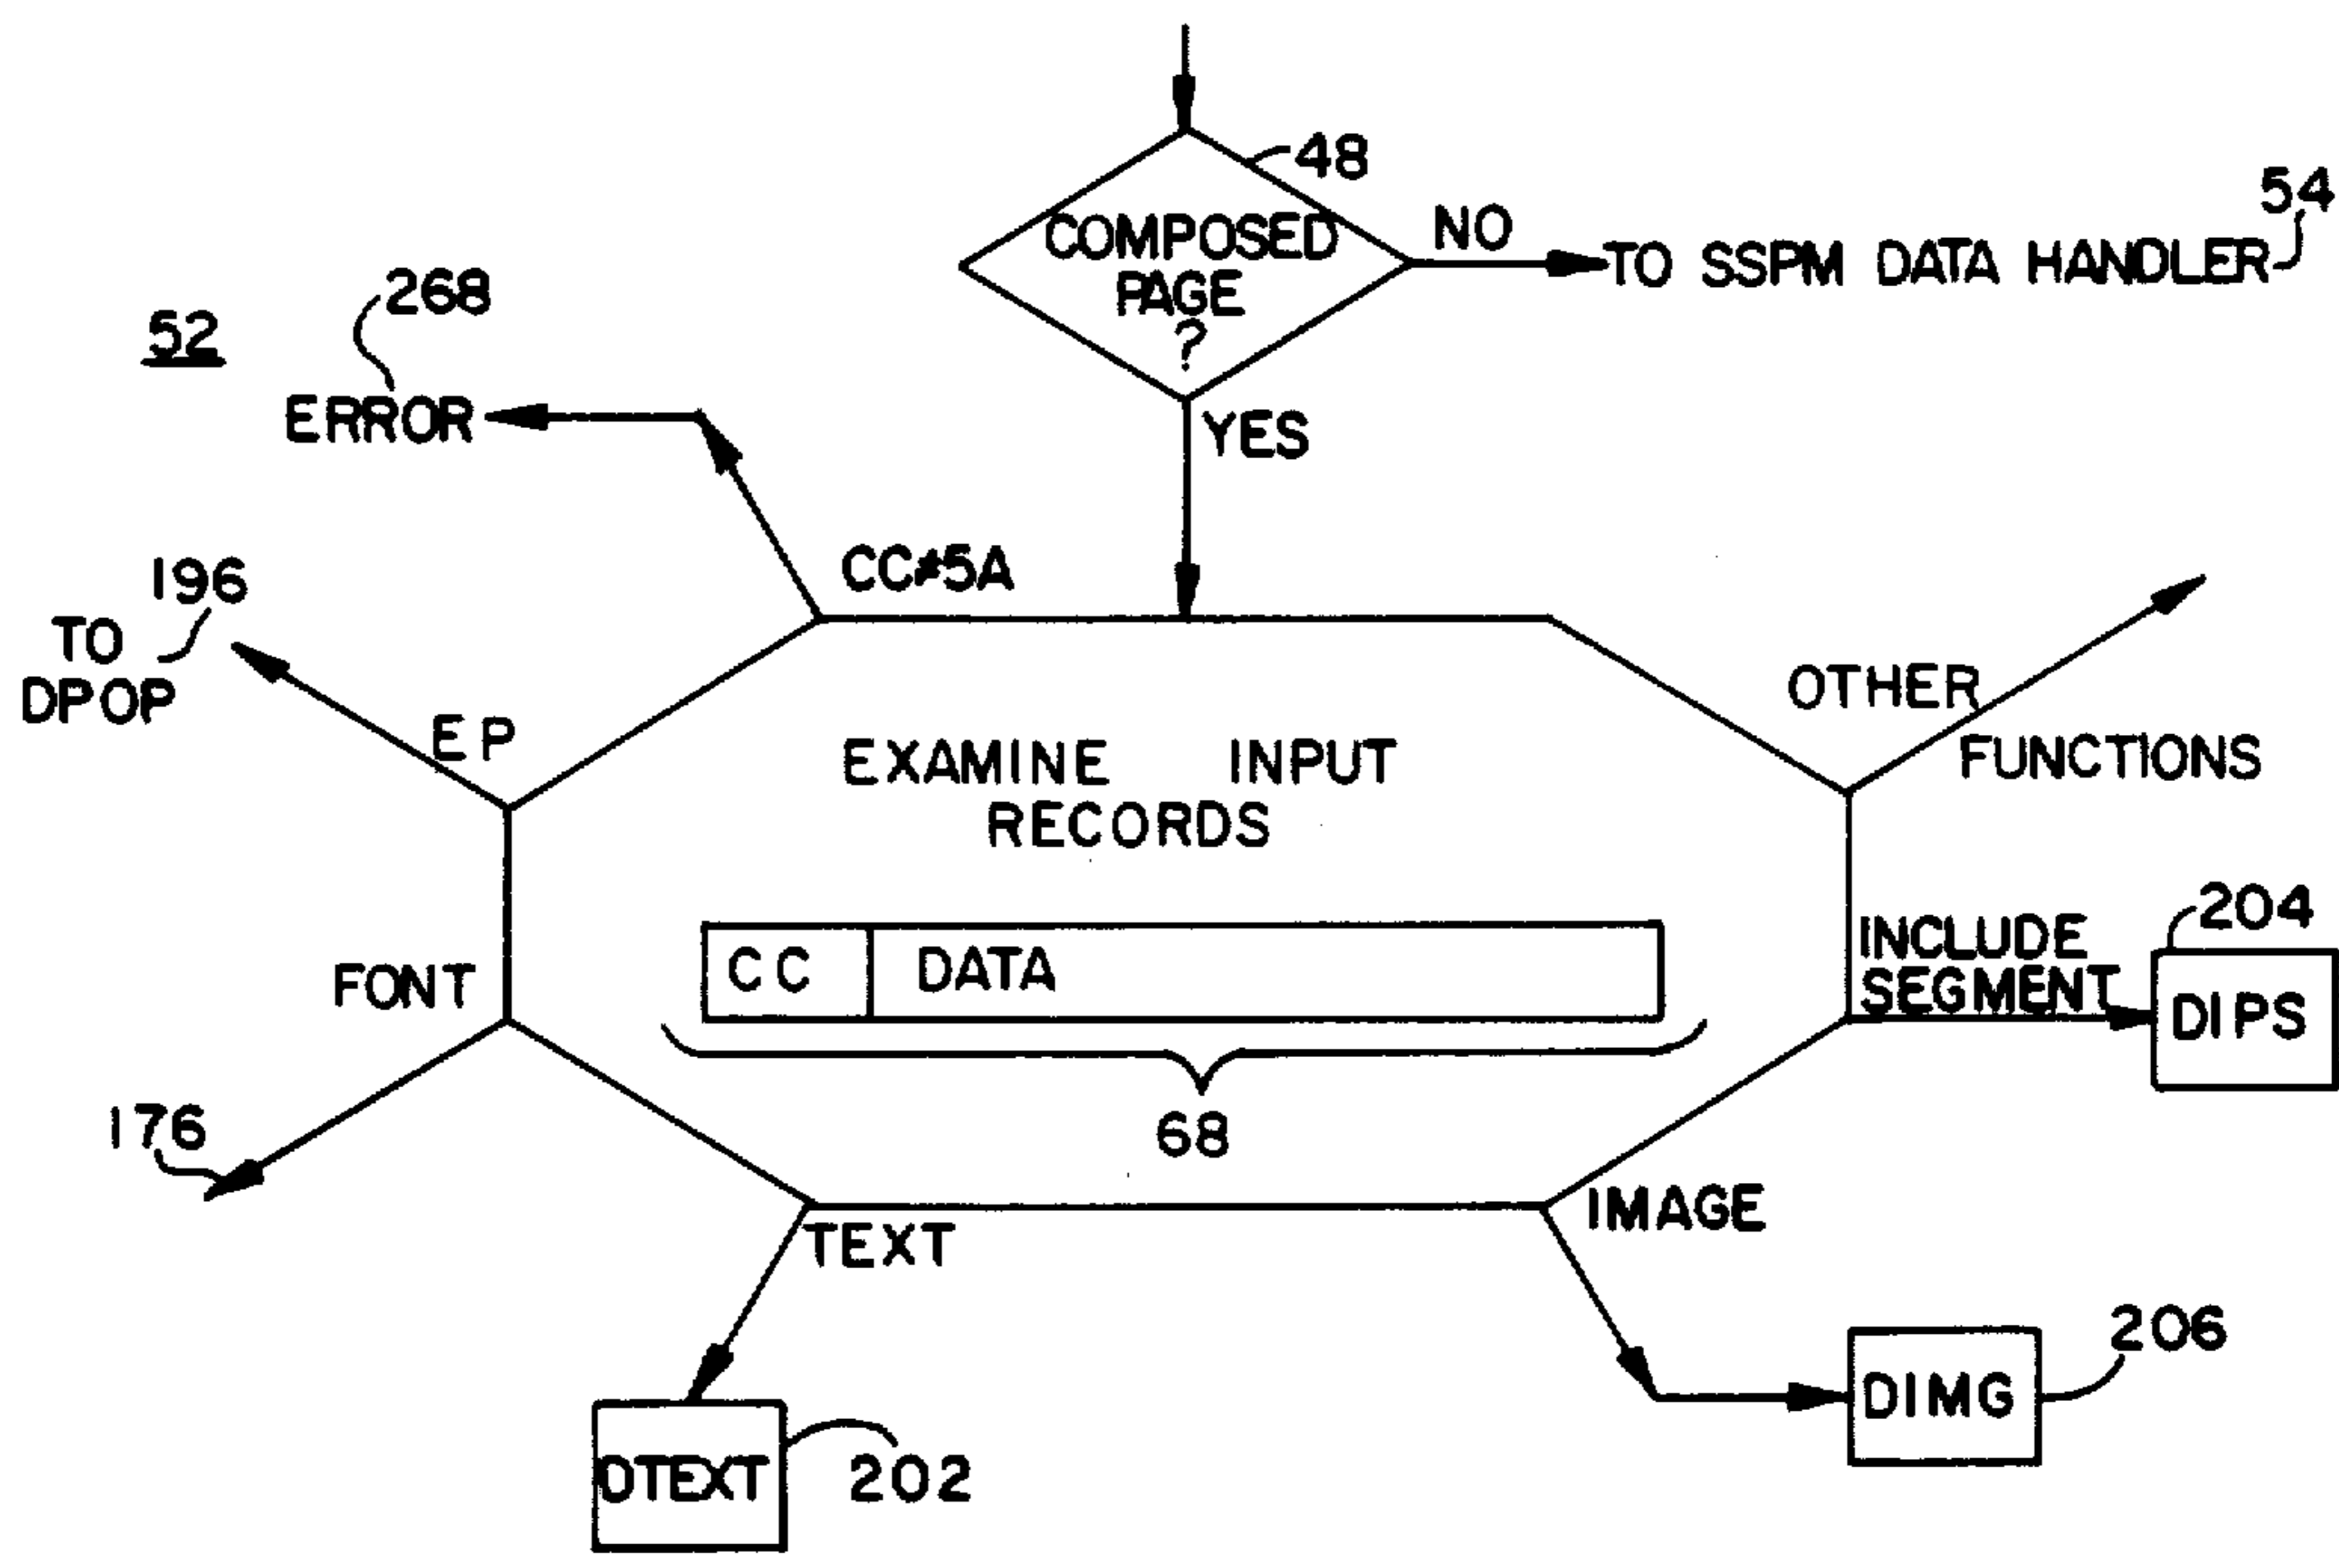 48
COMPOSED
PAGE
?
NO
TO SSPM DATA HANDLER
54
52
268
ERROR
YES
CC≠5A
196
TO
DPOP
EP
OTHER
FUNCTIONS
EXAMINE INPUT
RECORDS
CC DATA
68
FONT
176
INCLUDE
SEGMENT
204
DIPS
TEXT
IMAGE
DTEXT
202
DIMG
206